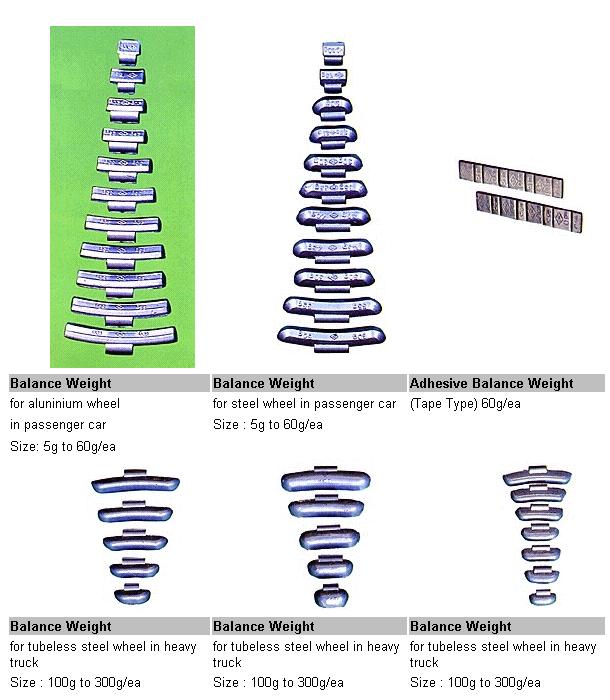 Balance Weight
for aluninium wheel
in passenger car
Size: 5g to 60g/ea
Balance Weight
for steel wheel in passenger car
Size : 5g to 60g/ea
Adhesive Balance Weight
(Tape Type) 60g/ea
Balance Weight
for tubeless steel wheel in heavy
truck
Size : 100g to 300g/ea
Balance Weight
for tubeless steel wheel in heavy
truck
Size : 100g to 300g/ea
Balance Weight
for tubeless steel wheel in heavy
truck
Size : 100g to 300g/ea